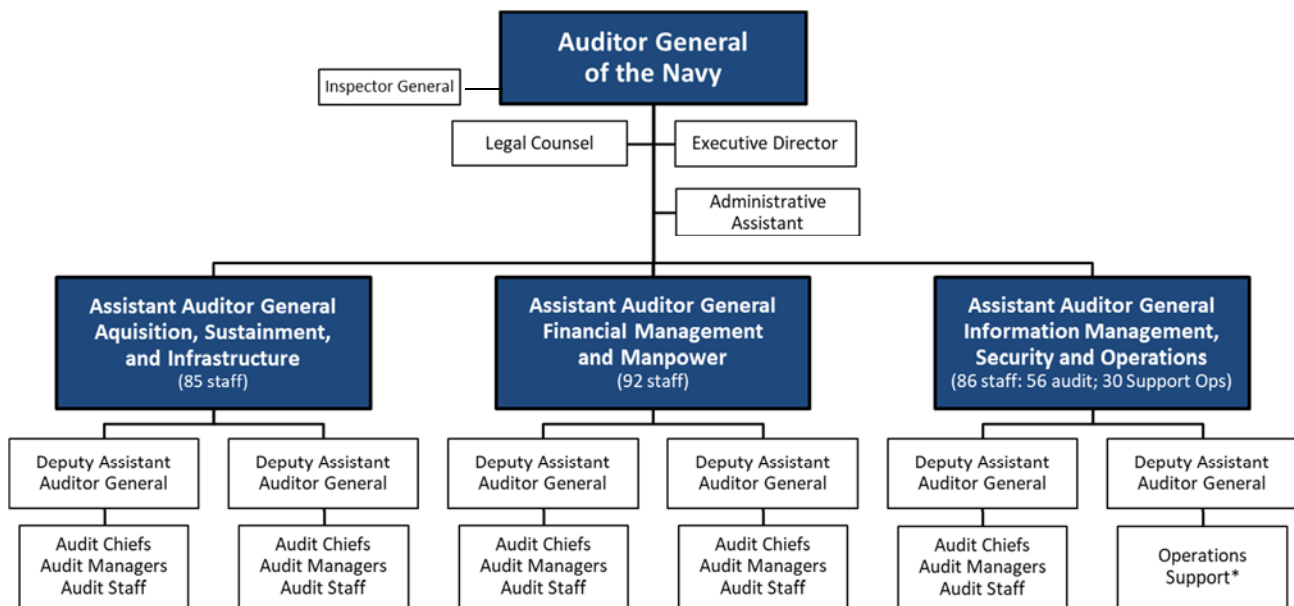 Auditor General
of the Navy
Inspector General
Legal Counsel
Executive Director
Administrative
Assistant
Assistant Auditor General
Aquisition, Sustainment,
and Infrastructure
(85 staff)
Assistant Auditor General
Financial Management
and Manpower
(92 staff)
Assistant Auditor General
Information Management,
Security and Operations
(86 staff: 56 audit; 30 Support Ops)
Deputy Assistant
Auditor General
Deputy Assistant
Auditor General
Deputy Assistant
Auditor General
Deputy Assistant
Auditor General
Deputy Assistant
Auditor General
Deputy Assistant
Auditor General
Audit Chiefs
Audit Managers
Audit Staff
Audit Chiefs
Audit Managers
Audit Staff
Audit Chiefs
Audit Managers
Audit Staff
Audit Chiefs
Audit Managers
Audit Staff
Audit Chiefs
Audit Managers
Audit Staff
Operations
Support*